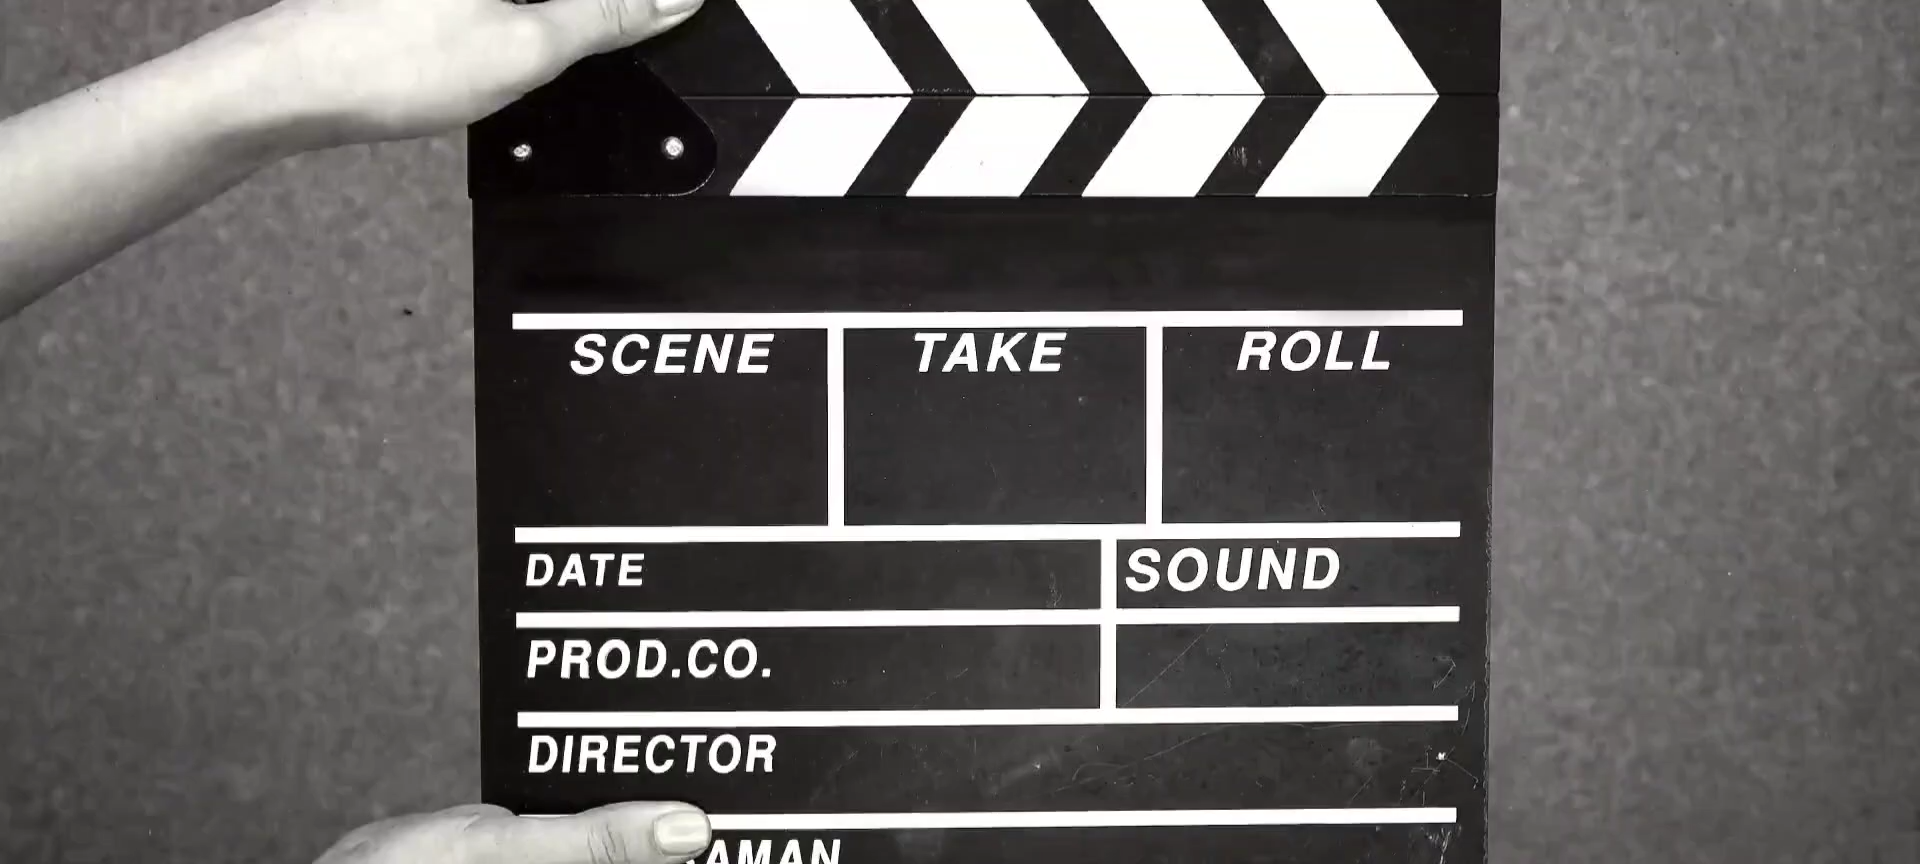 SCENE TAKE ROLL
DATE SOUND
PROD.CO.
DIRECTOR